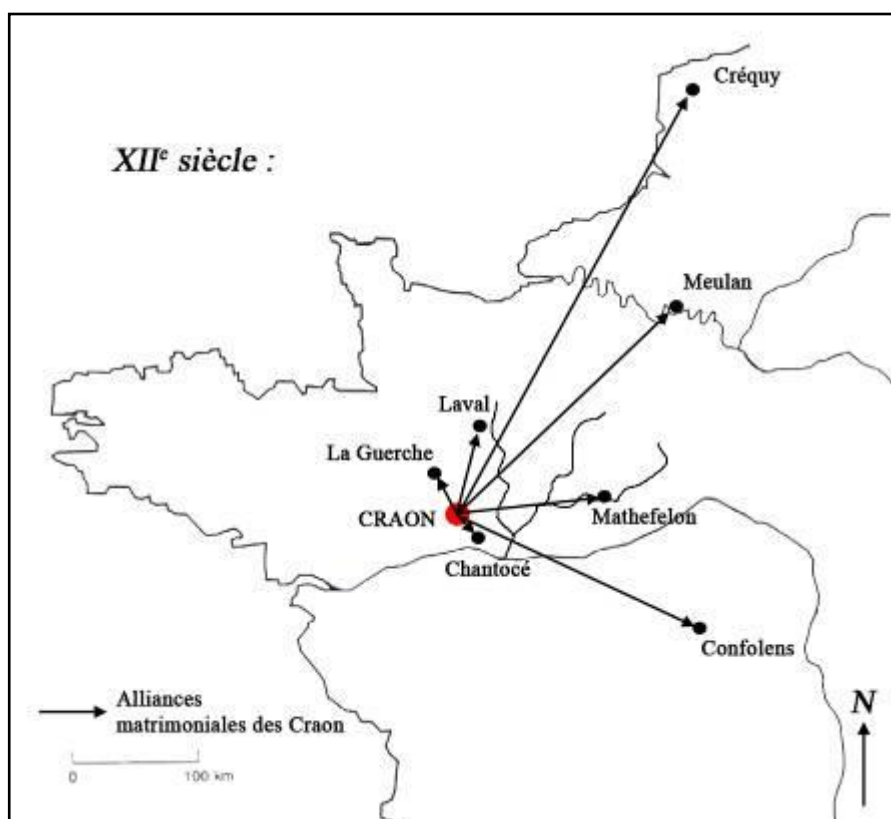 Créquy
XIIe siècle :
Meulan
Laval
La Guerche
CRAON
Mathefelon
Chantocé
Confolens
Alliances
matrimoniales des Craon
N
0 100 km